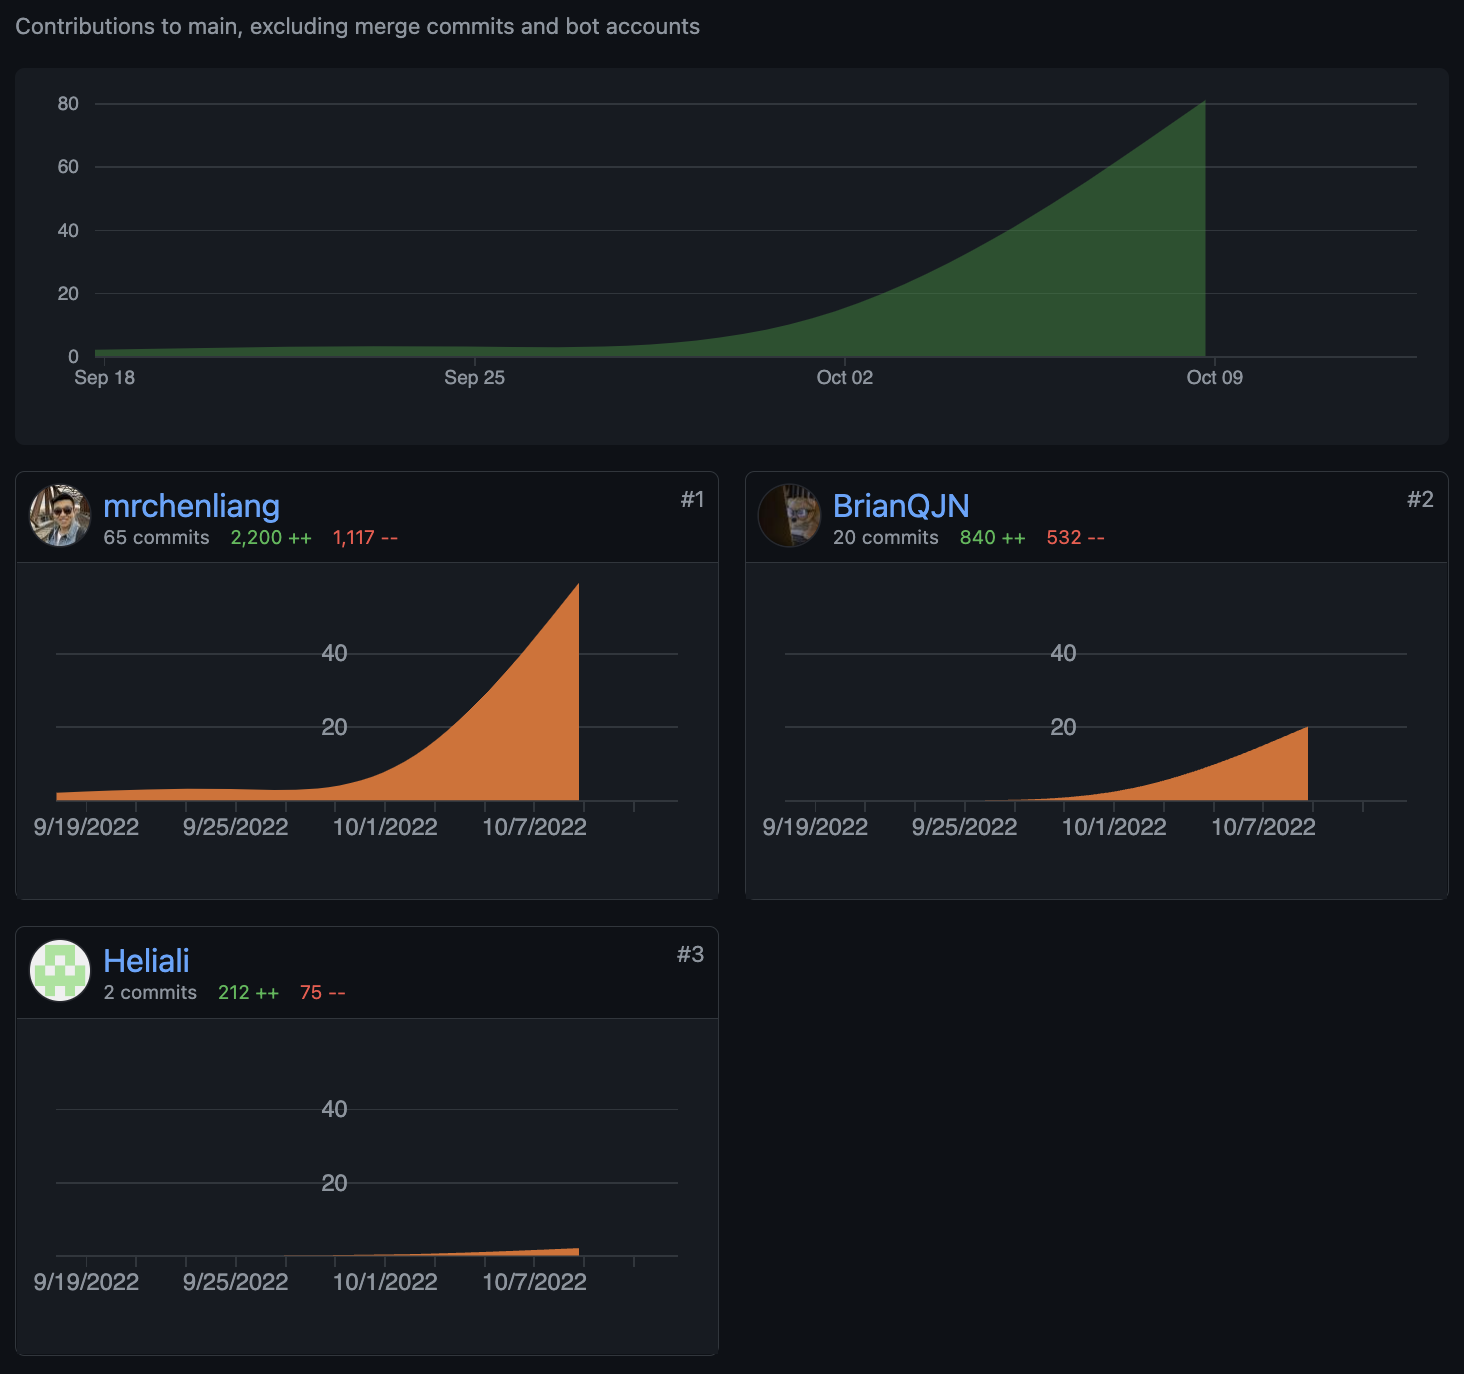 Contributions to main, excluding merge commits and bot accounts
80
60
40
20
0
Sep 18 Sep 25 Oct 02 Oct 09
mrchenliang #1
65 commits 2,200 ++ 1,117 --
40
20
9/19/2022 9/25/2022 10/1/2022 10/7/2022
BrianQJN #2
20 commits 840 ++ 532 --
40
20
9/19/2022 9/25/2022 10/1/2022 10/7/2022
Heliali #3
2 commits 212 ++ 75 --
40
20
9/19/2022 9/25/2022 10/1/2022 10/7/2022